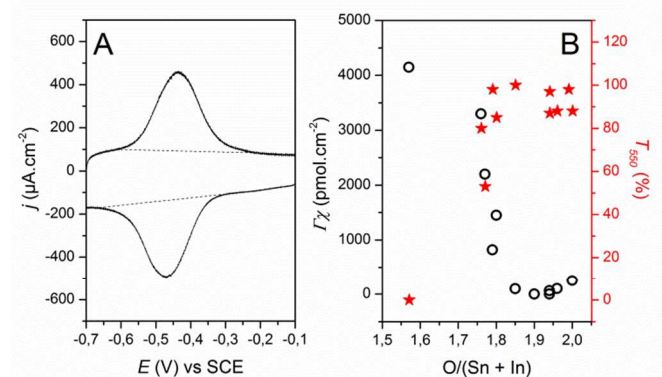 A
600
400
200
0
-200
-400
-600
j (µA.cm⁻²)
-0,7 -0,6 -0,5 -0,4 -0,3 -0,2 -0,1
E (V) vs SCE
B
5000
4000
3000
2000
1000
0
Γχ (pmol.cm⁻²)
120
100
80
60
40
20
0
T₅₅₀ (%)
1,5 1,6 1,7 1,8 1,9 2,0
O/(Sn + In)